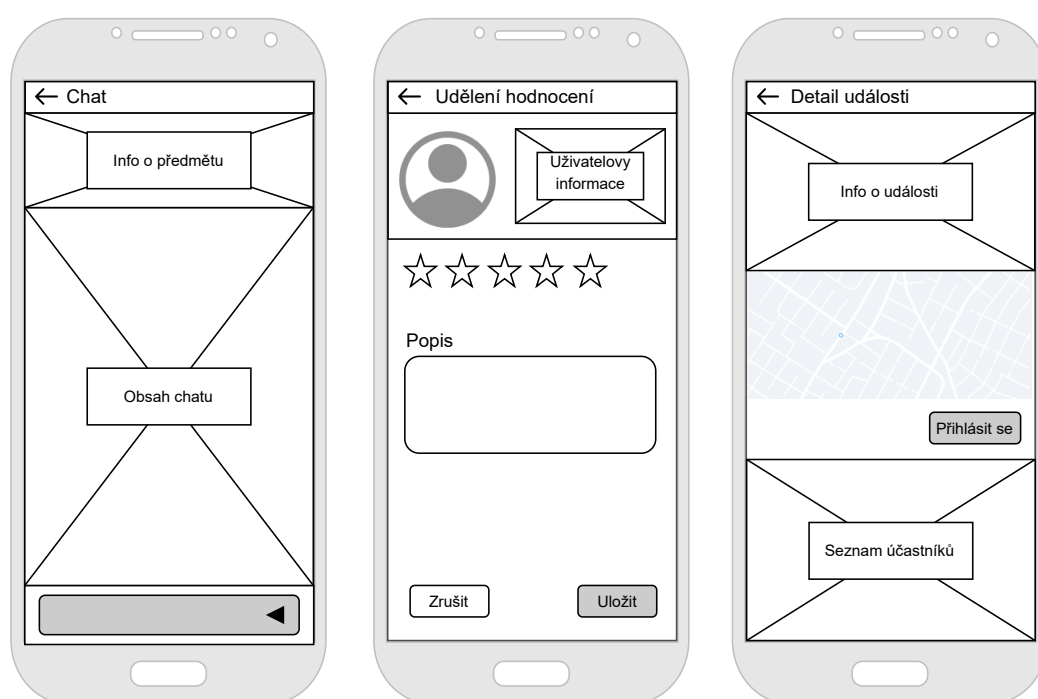 Chat
Info o předmětu
Obsah chatu
Udělení hodnocení
Uživatelovy
informace
Popis
Zrušit
Uložit
Detail události
Info o události
Přihlásit se
Seznam účastníků